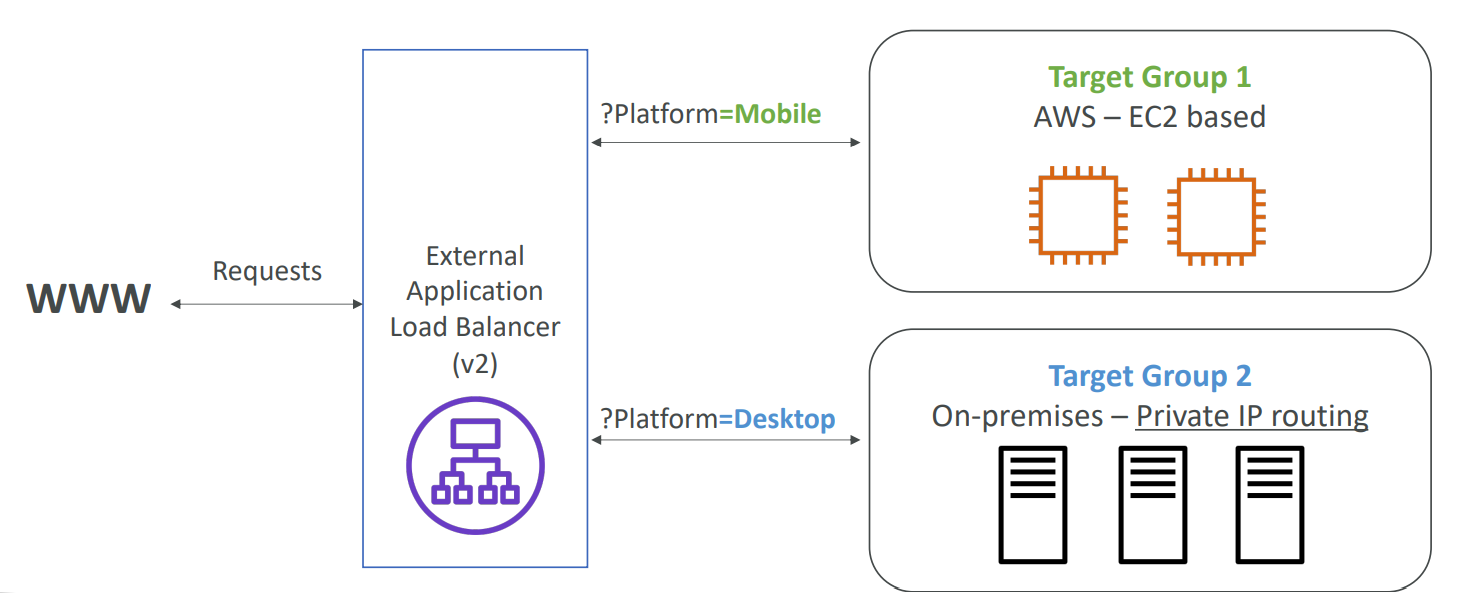 WWW
Requests
External
Application
Load Balancer
(v2)
?Platform=Mobile
Target Group 1
AWS – EC2 based
?Platform=Desktop
Target Group 2
On-premises – Private IP routing